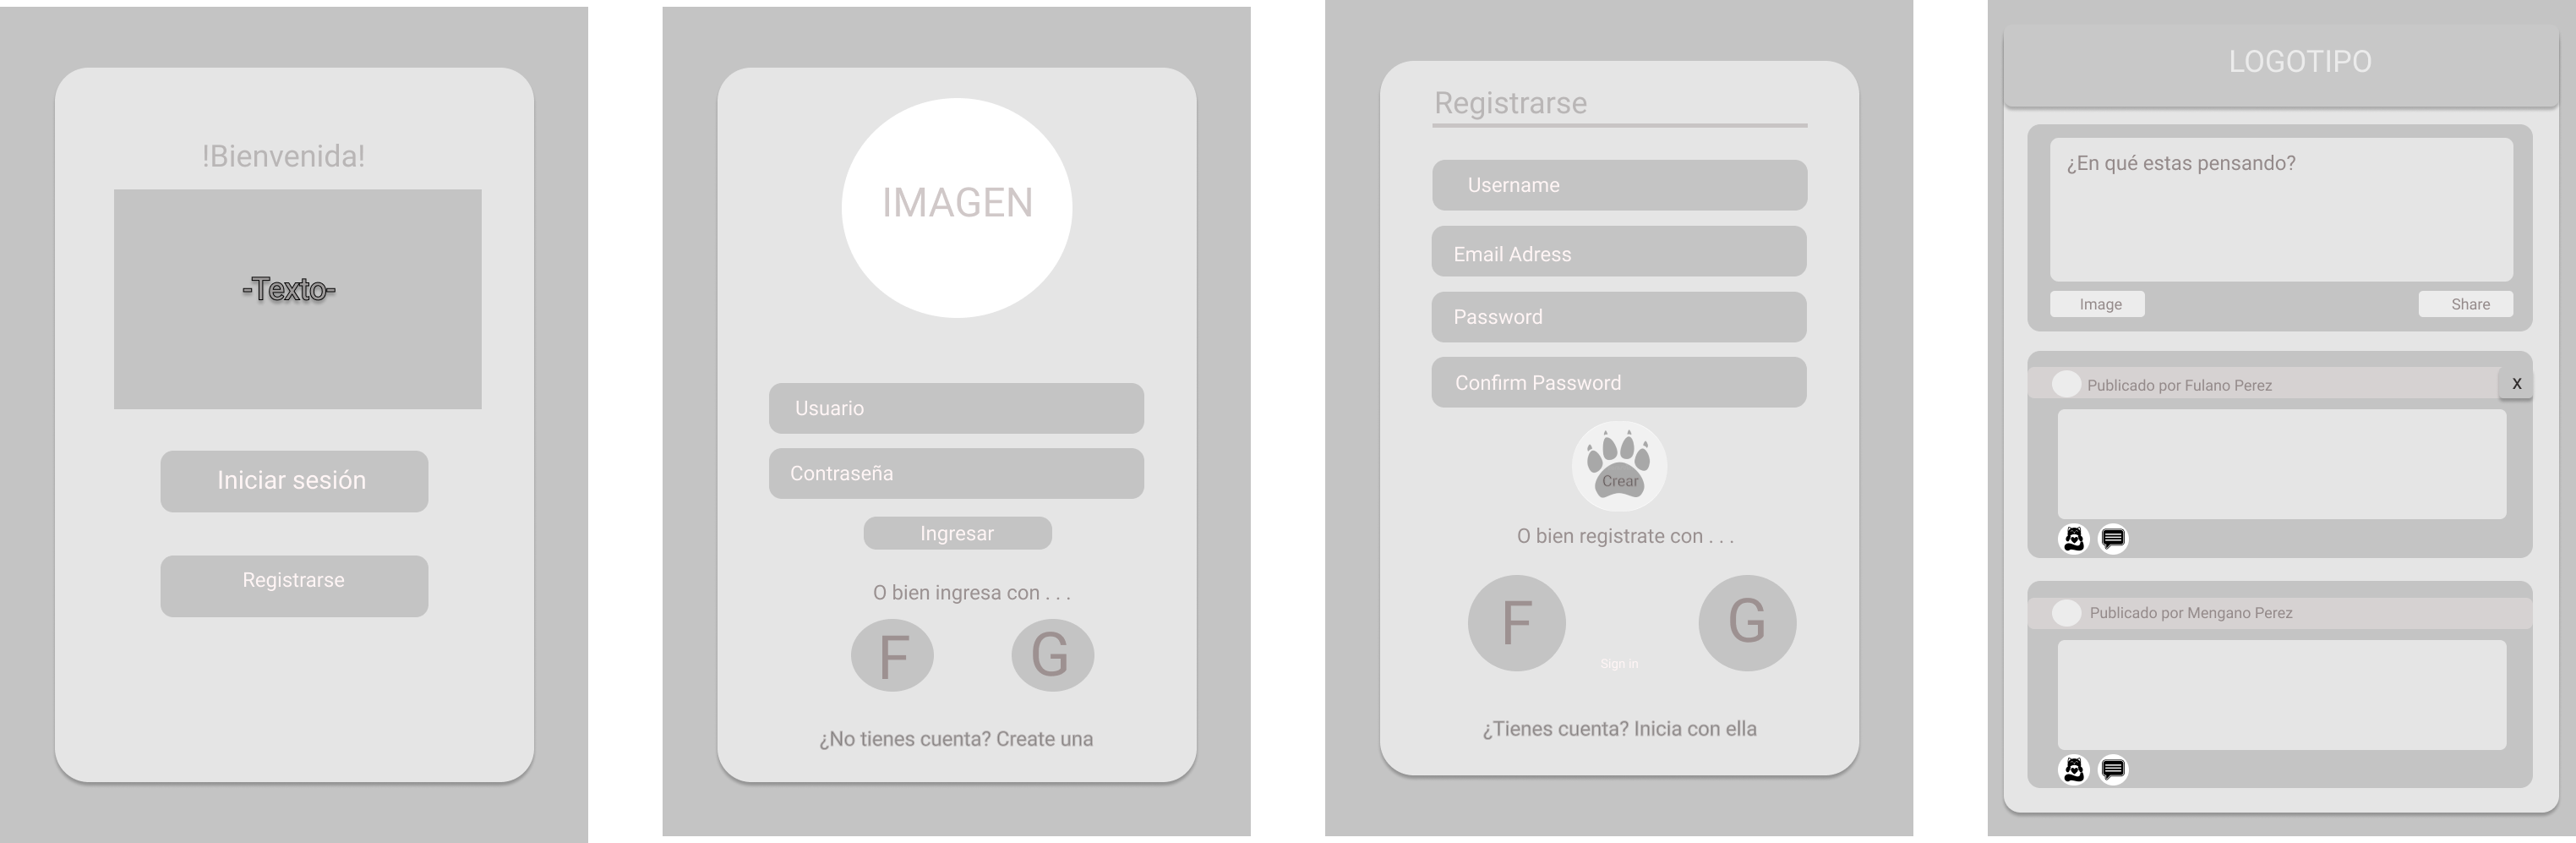 !Bienvenida!
-Texto-
Iniciar sesión
Registrarse
IMAGEN
Usuario
Contraseña
Ingresar
O bien ingresa con . . .
F G
¿No tienes cuenta? Create una
Registrarse
Username
Email Adress
Password
Confirm Password
Crear
O bien registrate con . . .
F G
Sign in
¿Tienes cuenta? Inicia con ella
LOGOTIPO
¿En qué estas pensando?
Image Share
Publicado por Fulano Perez X
Publicado por Mengano Perez